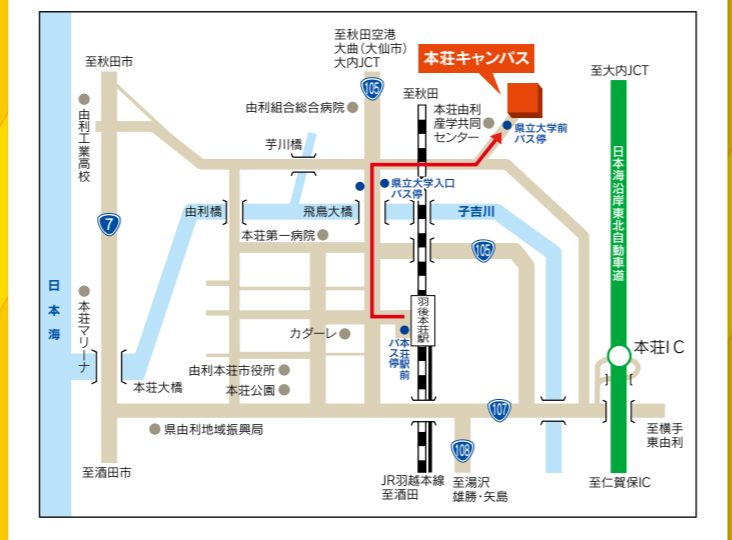 至秋田空港
大曲(大仙市)
大内JCT
105
本荘キャンパス
至秋田市
至秋田
至大内JCT
由利工業高校
由利組合総合病院
本荘由利
産学共同
センター
県立大学前
バス停
芋川橋
県立大学入口
バス停
日本海沿岸東北自動車道
7
由利橋
飛鳥大橋
子吉川
本荘第一病院
105
日本海
本荘マリーナ
羽後本荘駅
カダーレ
本荘駅前
バス停
本荘IC
由利本荘市役所
本荘大橋
本荘公園
107
県由利地域振興局
108
至横手
東由利
至酒田市
JR羽越本線
至酒田
至湯沢
雄勝・矢島
至仁賀保IC